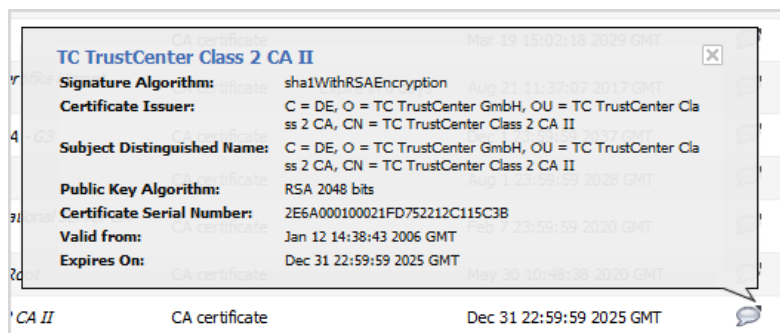 CA certificate Mar 19 15:02:18 2029 GMT
TC TrustCenter Class 2 CA II
Signature Algorithm: sha1WithRSAEncryption
Aug 21 11:37:07 2017 GMT
Certificate Issuer: C = DE, O = TC TrustCenter GmbH, OU = TC TrustCenter Cla
ss 2 CA, CN = TC TrustCenter Class 2 CA II
4 - G3
Subject Distinguished Name: C = DE, O = TC TrustCenter GmbH, OU = TC TrustCenter Cla
ss 2 CA, CN = TC TrustCenter Class 2 CA II
Public Key Algorithm: RSA 2048 bits
Aug 1 23:59:59 2028 GMT
Certificate Serial Number: 2E6A000100021FD752212C115C3B
Feb 7 23:59:59 2020 GMT
Valid from: Jan 12 14:38:43 2006 GMT
Expires On: Dec 31 22:59:59 2025 GMT
Root CA certificate May 30 10:48:38 2020 GMT
CA II CA certificate Dec 31 22:59:59 2025 GMT